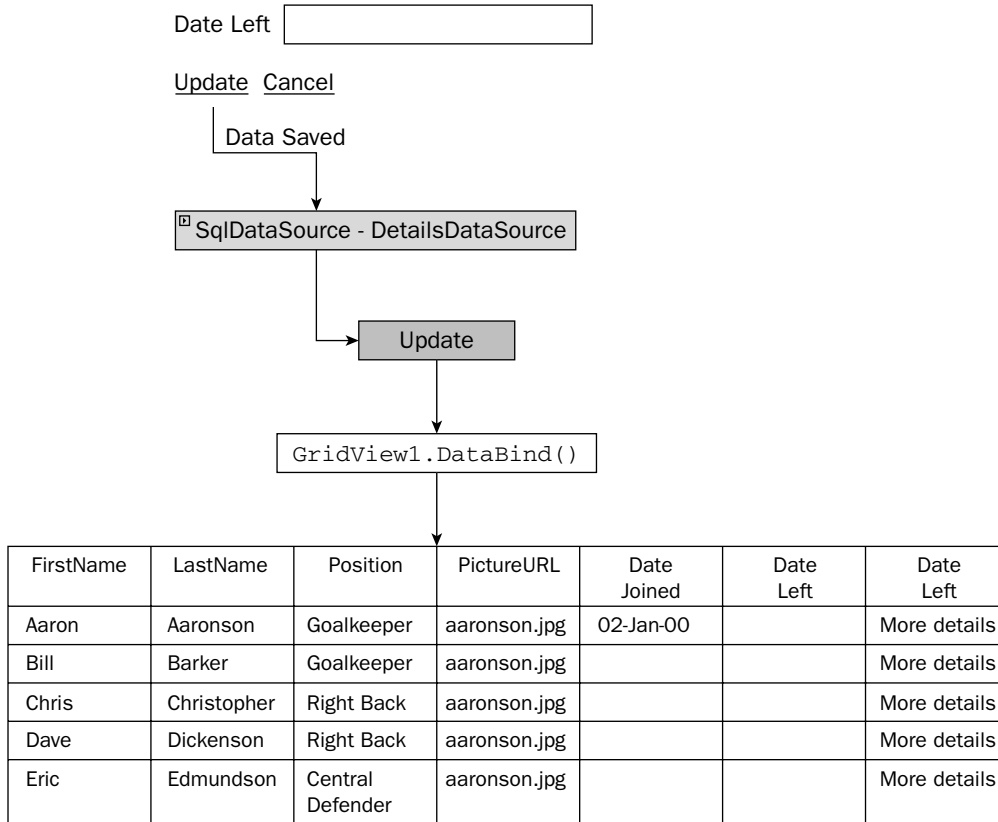 Date Left
Update Cancel
Data Saved
SqlDataSource - DetailsDataSource
Update
GridView1.DataBind()
FirstName LastName Position PictureURL Date Joined Date Left Date Left
Aaron Aaronson Goalkeeper aaronson.jpg 02-Jan-00 More details
Bill Barker Goalkeeper aaronson.jpg More details
Chris Christopher Right Back aaronson.jpg More details
Dave Dickenson Right Back aaronson.jpg More details
Eric Edmundson Central Defender aaronson.jpg More details